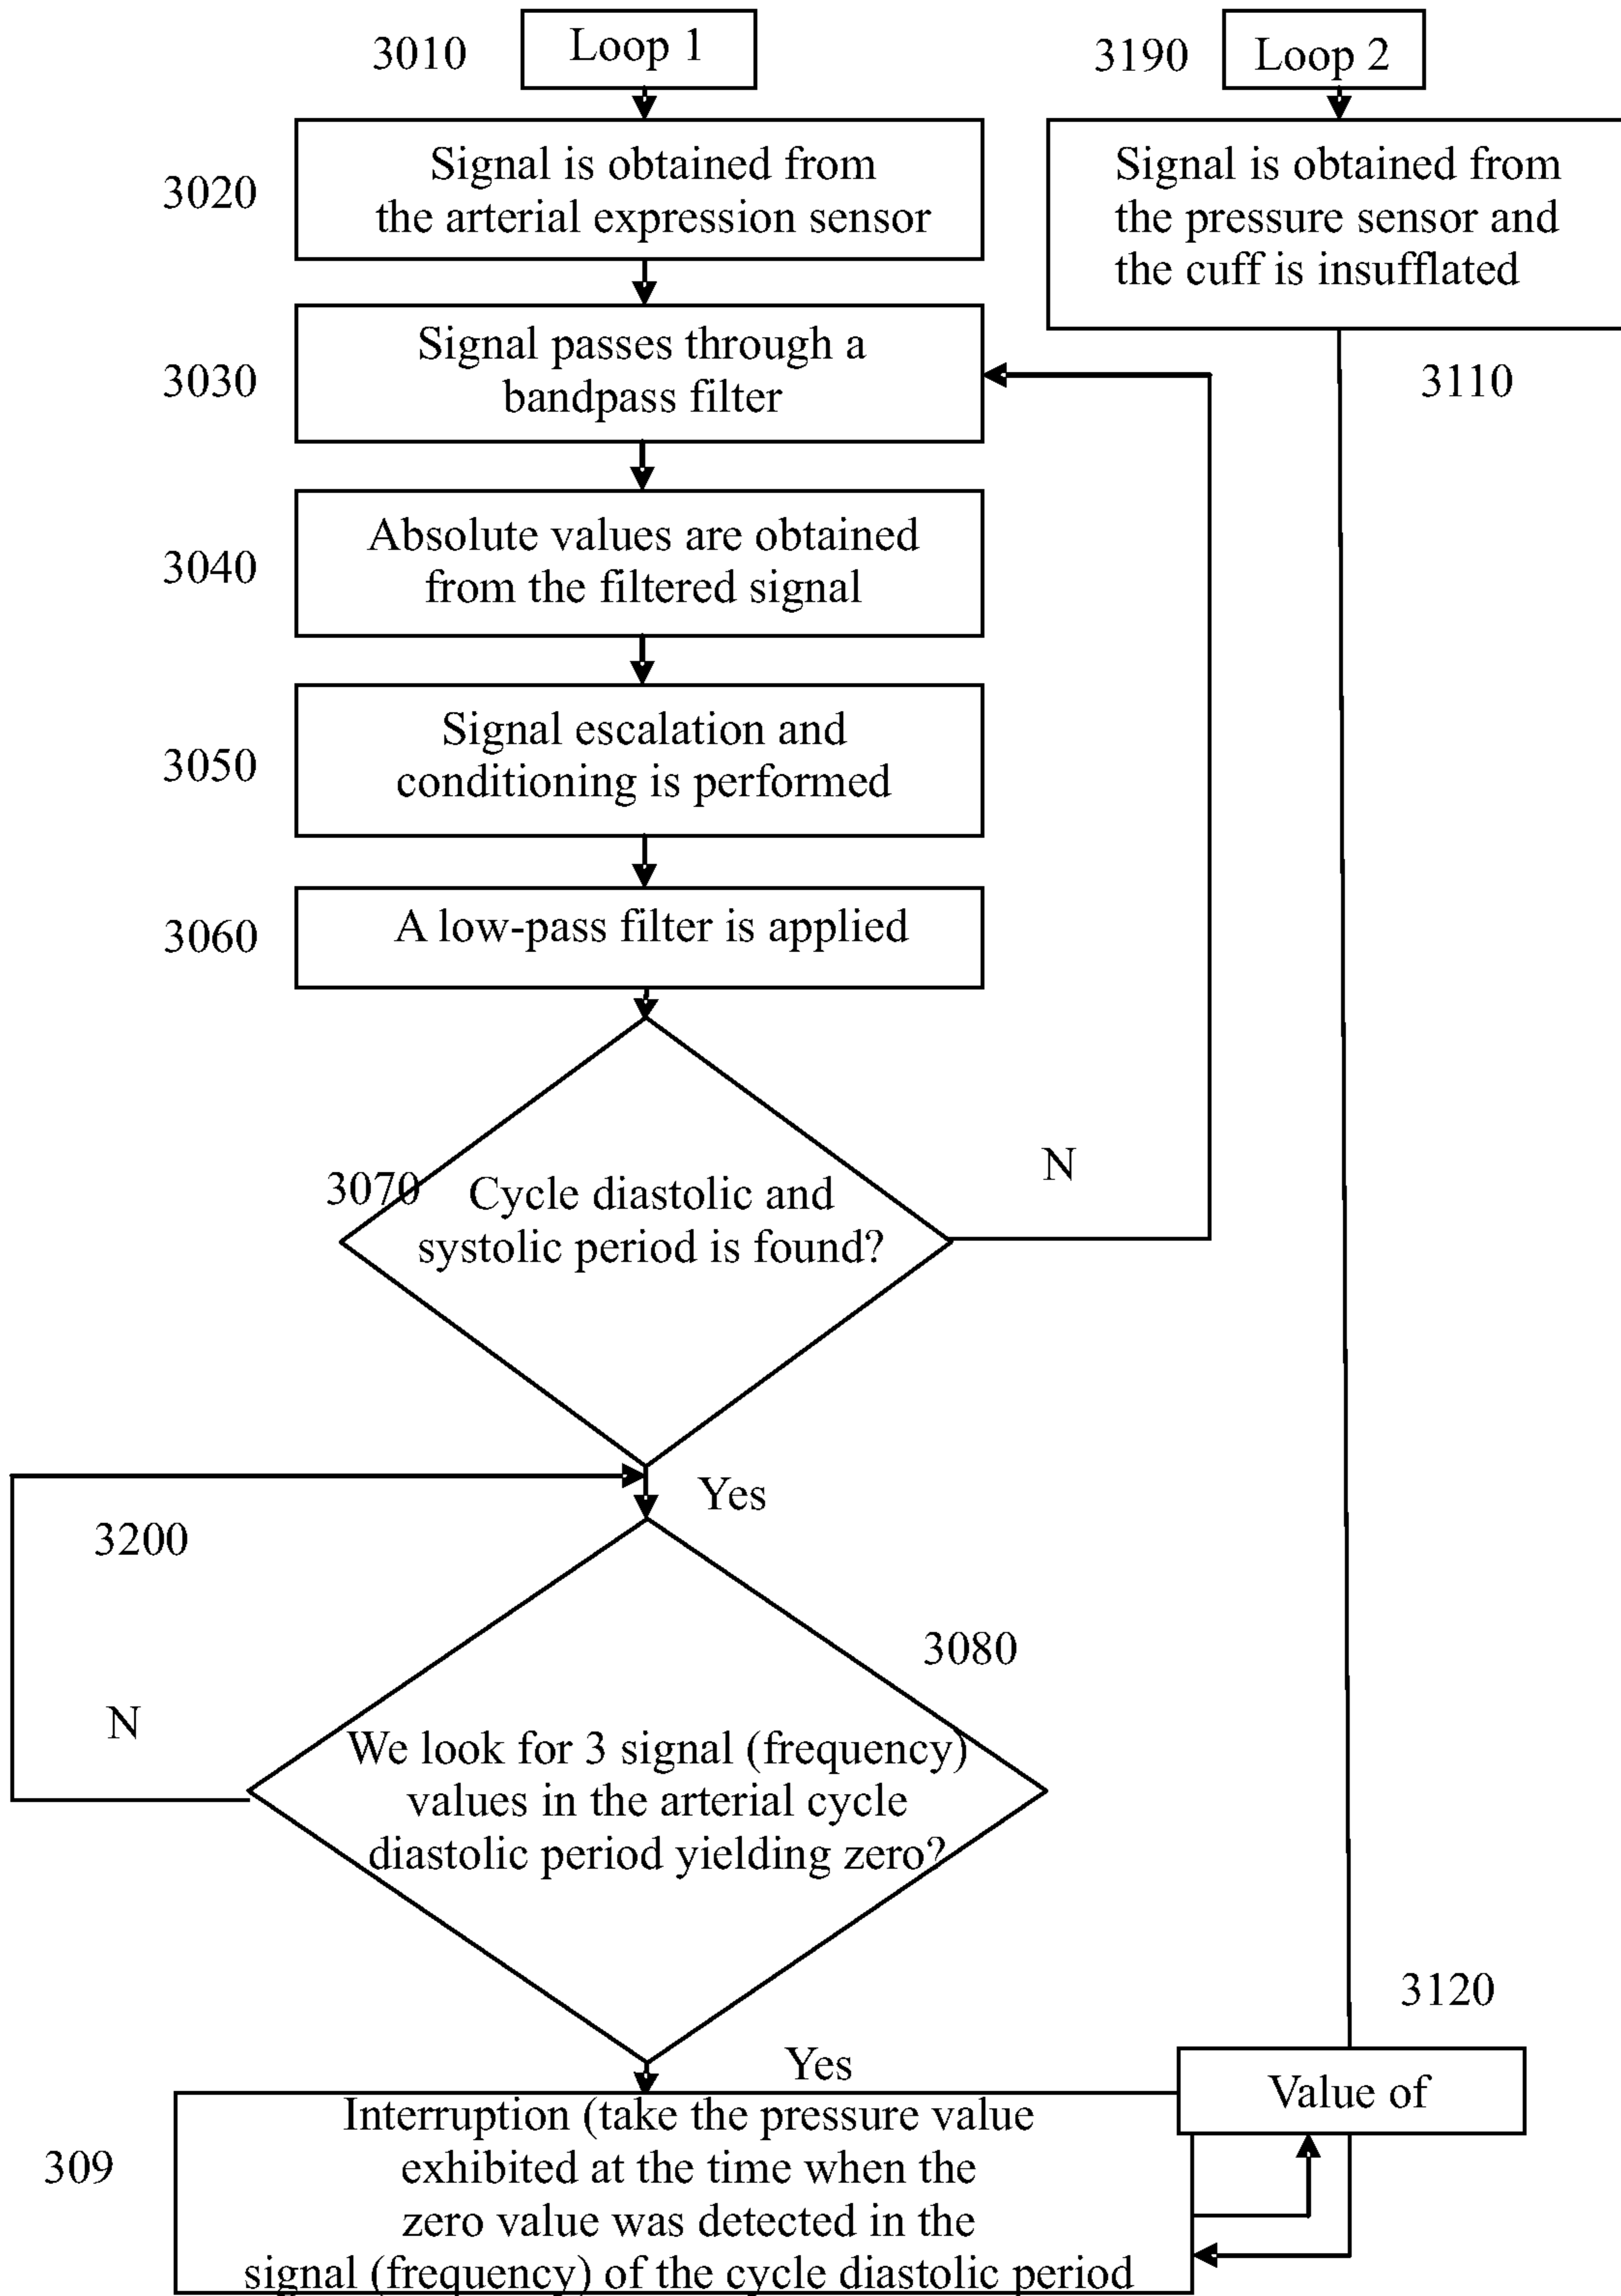 3010
Loop 1
3190
Loop 2
3020
Signal is obtained from
the arterial expression sensor
Signal is obtained from
the pressure sensor and
the cuff is insufflated
3030
Signal passes through a
bandpass filter
3110
3040
Absolute values are obtained
from the filtered signal
3050
Signal escalation and
conditioning is performed
3060
A low-pass filter is applied
3070
Cycle diastolic and
systolic period is found?
N
Yes
3200
3080
N
We look for 3 signal (frequency)
values in the arterial cycle
diastolic period yielding zero?
3120
Yes
Value of
309
Interruption (take the pressure value
exhibited at the time when the
zero value was detected in the
signal (frequency) of the cycle diastolic period